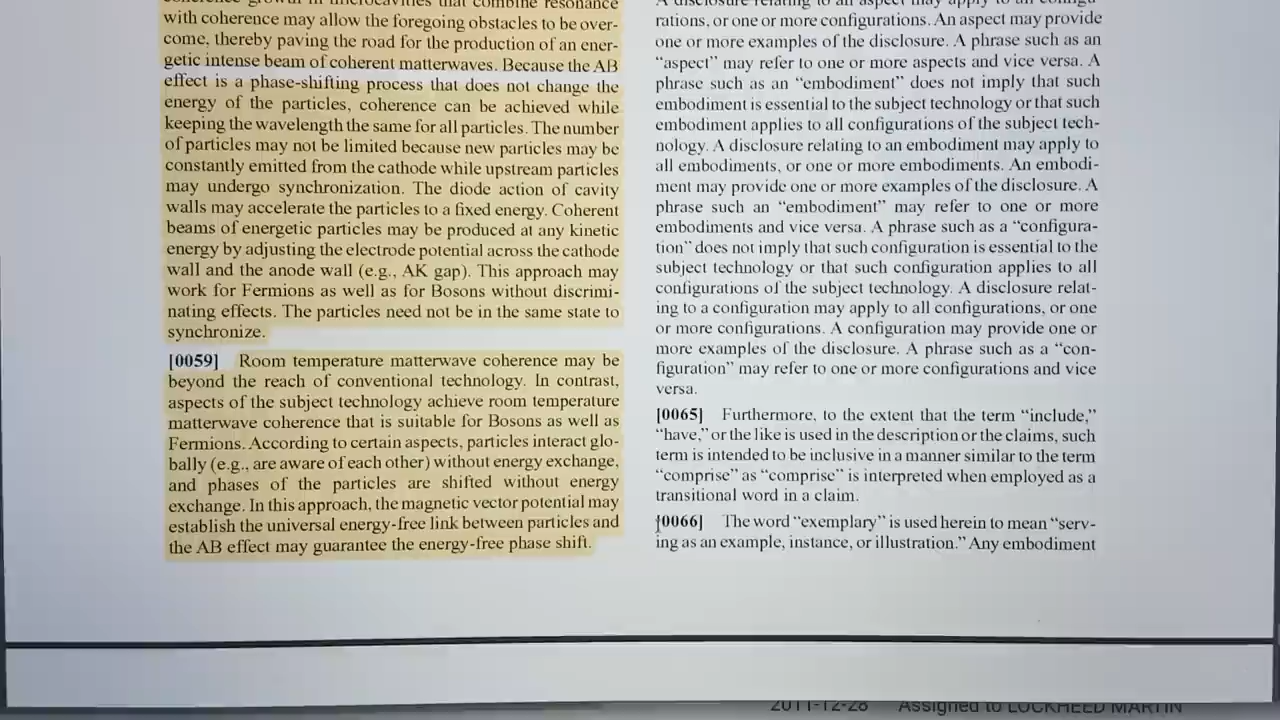 coherence growth in microcavities that combine resonance
with coherence may allow the foregoing obstacles to be over-
come, thereby paving the road for the production of an ener-
getic intense beam of coherent matterwaves. Because the AB
effect is a phase-shifting process that does not change the
energy of the particles, coherence can be achieved while
keeping the wavelength the same for all particles. The number
of particles may not be limited because new particles may be
constantly emitted from the cathode while upstream particles
may undergo synchronization. The diode action of cavity
walls may accelerate the particles to a fixed energy. Coherent
beams of energetic particles may be produced at any kinetic
energy by adjusting the electrode potential across the cathode
wall and the anode wall (e.g., AK gap). This approach may
work for Fermions as well as for Bosons without discrimi-
nating effects. The particles need not be in the same state to
synchronize.
[0059] Room temperature matterwave coherence may be
beyond the reach of conventional technology. In contrast,
aspects of the subject technology achieve room temperature
matterwave coherence that is suitable for Bosons as well as
Fermions. According to certain aspects, particles interact glo-
bally (e.g., are aware of each other) without energy exchange,
and phases of the particles are shifted without energy
exchange. In this approach, the magnetic vector potential may
establish the universal energy-free link between particles and
the AB effect may guarantee the energy-free phase shift.
A disclosure relating to an aspect may apply to all configu-
rations, or one or more configurations. An aspect may provide
one or more examples of the disclosure. A phrase such as an
“aspect” may refer to one or more aspects and vice versa. A
phrase such as an “embodiment” does not imply that such
embodiment is essential to the subject technology or that such
embodiment applies to all configurations of the subject tech-
nology. A disclosure relating to an embodiment may apply to
all embodiments, or one or more embodiments. An embodi-
ment may provide one or more examples of the disclosure. A
phrase such an “embodiment” may refer to one or more
embodiments and vice versa. A phrase such as a “configura-
tion” does not imply that such configuration is essential to the
subject technology or that such configuration applies to all
configurations of the subject technology. A disclosure relat-
ing to a configuration may apply to all configurations, or one
or more configurations. A configuration may provide one or
more examples of the disclosure. A phrase such as a “con-
figuration” may refer to one or more configurations and vice
versa.
[0065] Furthermore, to the extent that the term “include,”
“have,” or the like is used in the description or the claims, such
term is intended to be inclusive in a manner similar to the term
“comprise” as “comprise” is interpreted when employed as a
transitional word in a claim.
[0066] The word “exemplary” is used herein to mean “serv-
ing as an example, instance, or illustration.” Any embodiment
2011-12-28 Assigned to LOCKHEED MARTIN